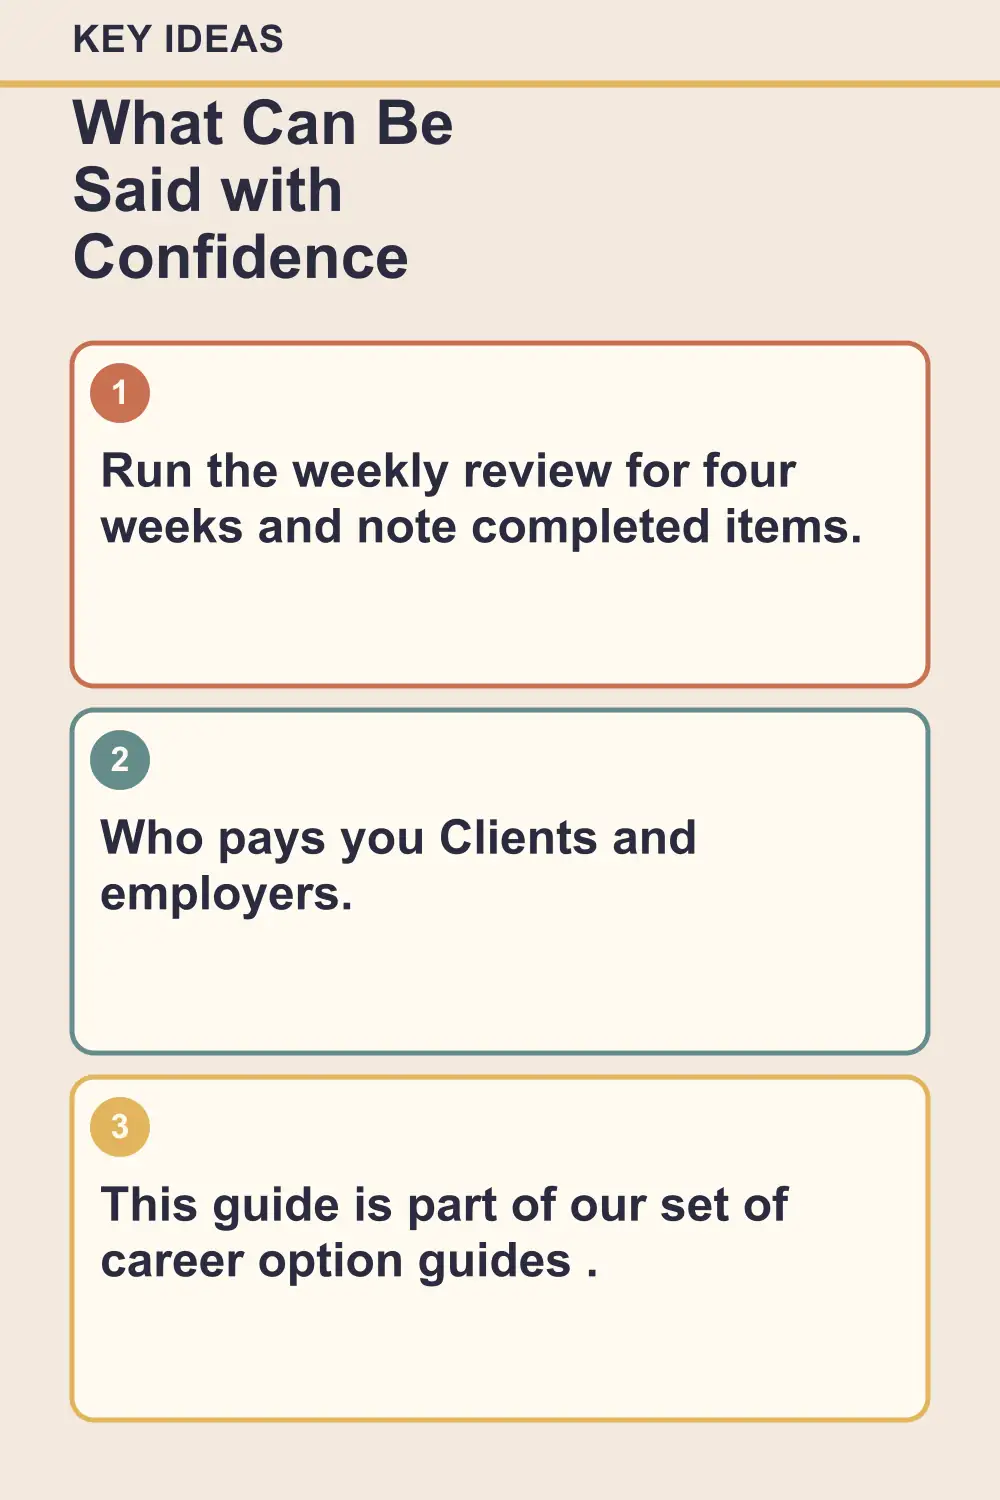 KEY IDEAS
What Can Be
Said with
Confidence
1
Run the weekly review for four
weeks and note completed items.
2
Who pays you Clients and
employers.
3
This guide is part of our set of
career option guides .